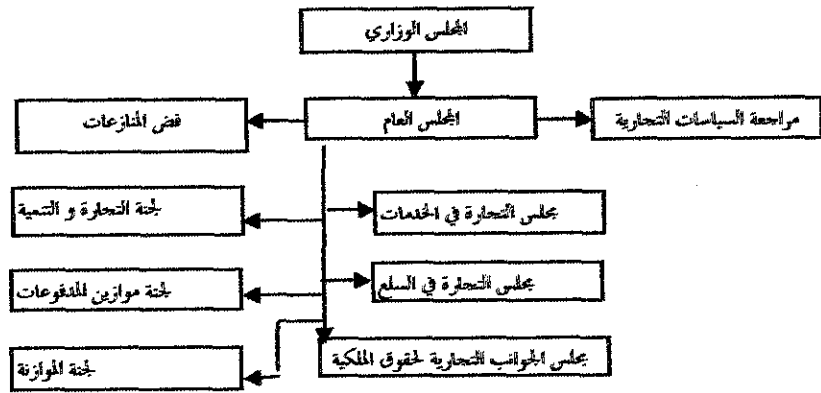 المجلس الوزاري
مراجعة السياسات التجارية
المجلس العام
فض المنازعات
مجلس التجارة في الخدمات
لجنة التجارة و التنمية
مجلس التجارة في السلع
لجنة موازين المدفوعات
مجلس الجوانب التجارية لحقوق الملكية
لجنة الموازنة